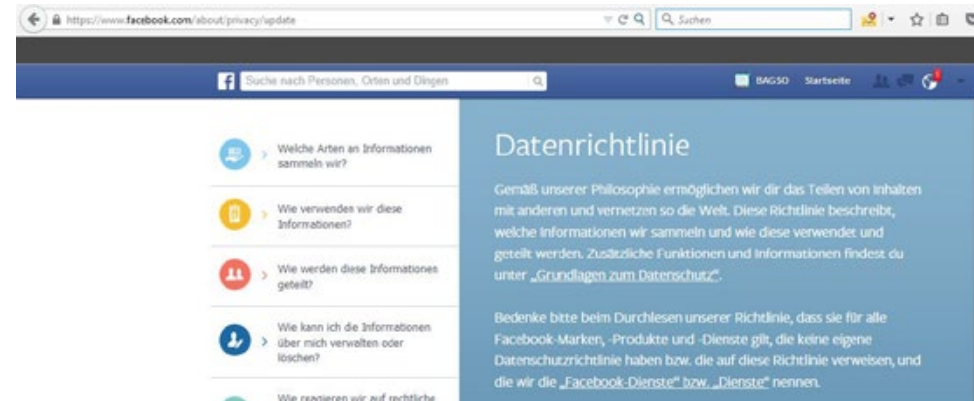 https://www.facebook.com/about/privacy/update
Suchen
Suche nach Personen, Orten und Dingen
BAGSO Startseite
Welche Arten an Informationen
sammeln wir?
Wie verwenden wir diese
Informationen?
Wie werden diese Informationen
geteilt?
Wie kann ich die Informationen
über mich verwalten oder
löschen?
Wie reagieren wir auf rechtliche
Datenrichtlinie
Gemäß unserer Philosophie ermöglichen wir dir das Teilen von Inhalten
mit anderen und vernetzen so die Welt. Diese Richtlinie beschreibt,
welche Informationen wir sammeln und wie diese verwendet und
geteilt werden. Zusätzliche Funktionen und Informationen findest du
unter „Grundlagen zum Datenschutz“.
Bedenke bitte beim Durchlesen unserer Richtlinie, dass sie für alle
Facebook-Marken, -Produkte und -Dienste gilt, die keine eigene
Datenschutzrichtlinie haben bzw. die auf diese Richtlinie verweisen, und
die wir die „Facebook-Dienste“ bzw. „Dienste“ nennen.